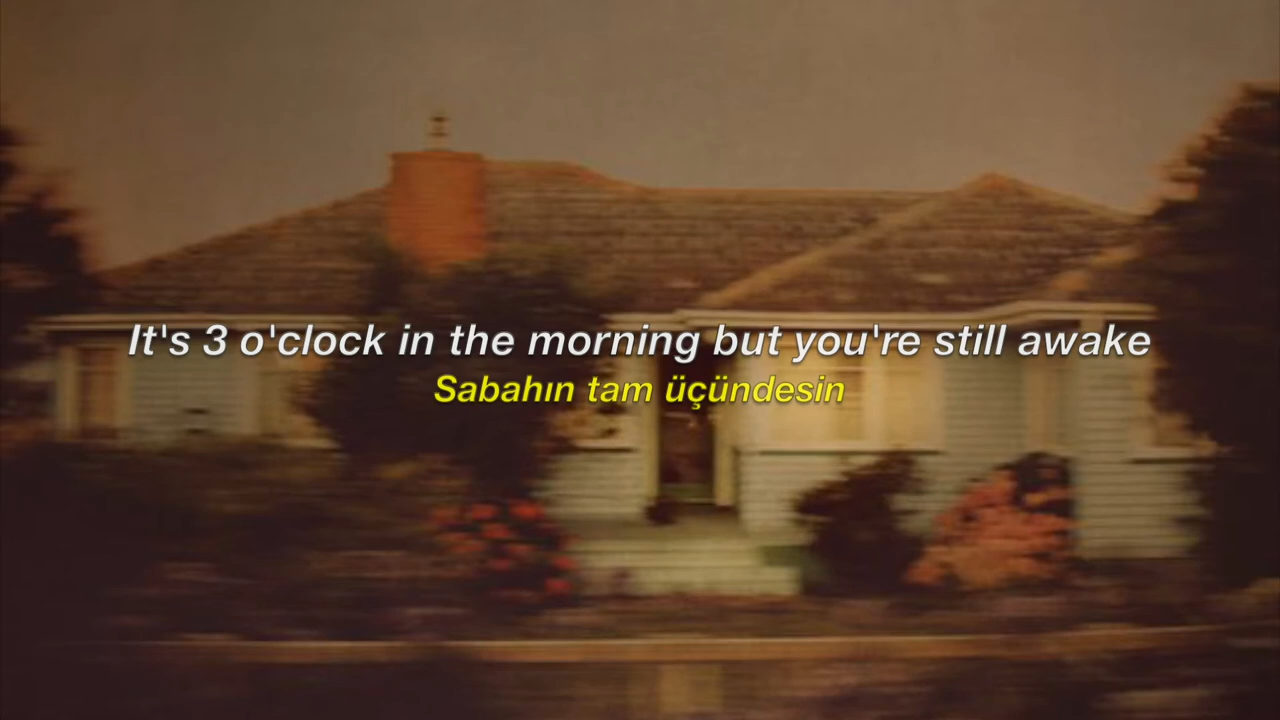 It's 3 o'clock in the morning but you're still awake
Sabahın tam üçündesin